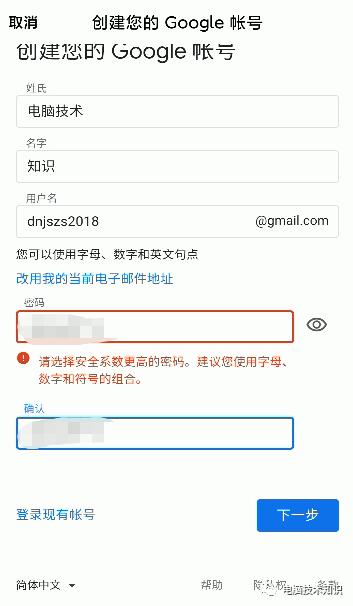 取消 创建您的 Google 帐号
创建您的 Google 帐号
姓氏
电脑技术
名字
知识
用户名
dnjszs2018 @gmail.com
您可以使用字母、数字和英文句点
改用我的当前电子邮件地址
密码
请选择安全系数更高的密码。建议您使用字母、
数字和符号的组合。
确认
登录现有帐号 下一步
简体中文 帮助 隐私权 条款
电脑技术知识